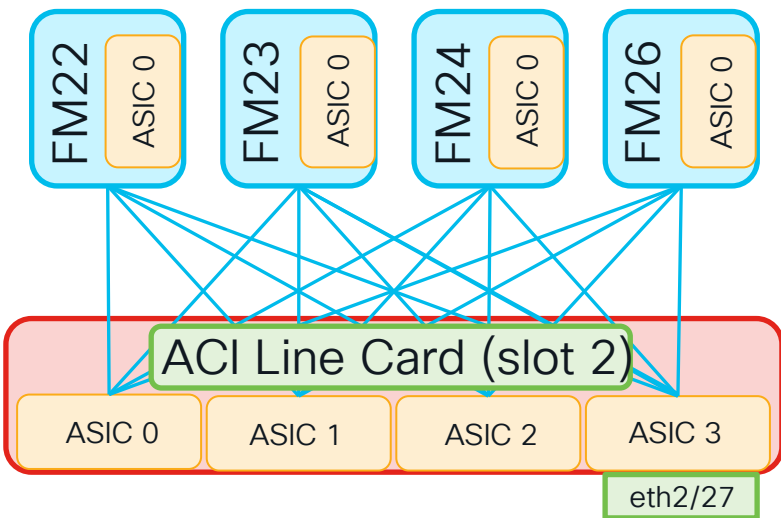 FM22
ASIC 0
FM23
ASIC 0
FM24
ASIC 0
FM26
ASIC 0
ACI Line Card (slot 2)
ASIC 0
ASIC 1
ASIC 2
ASIC 3
eth2/27